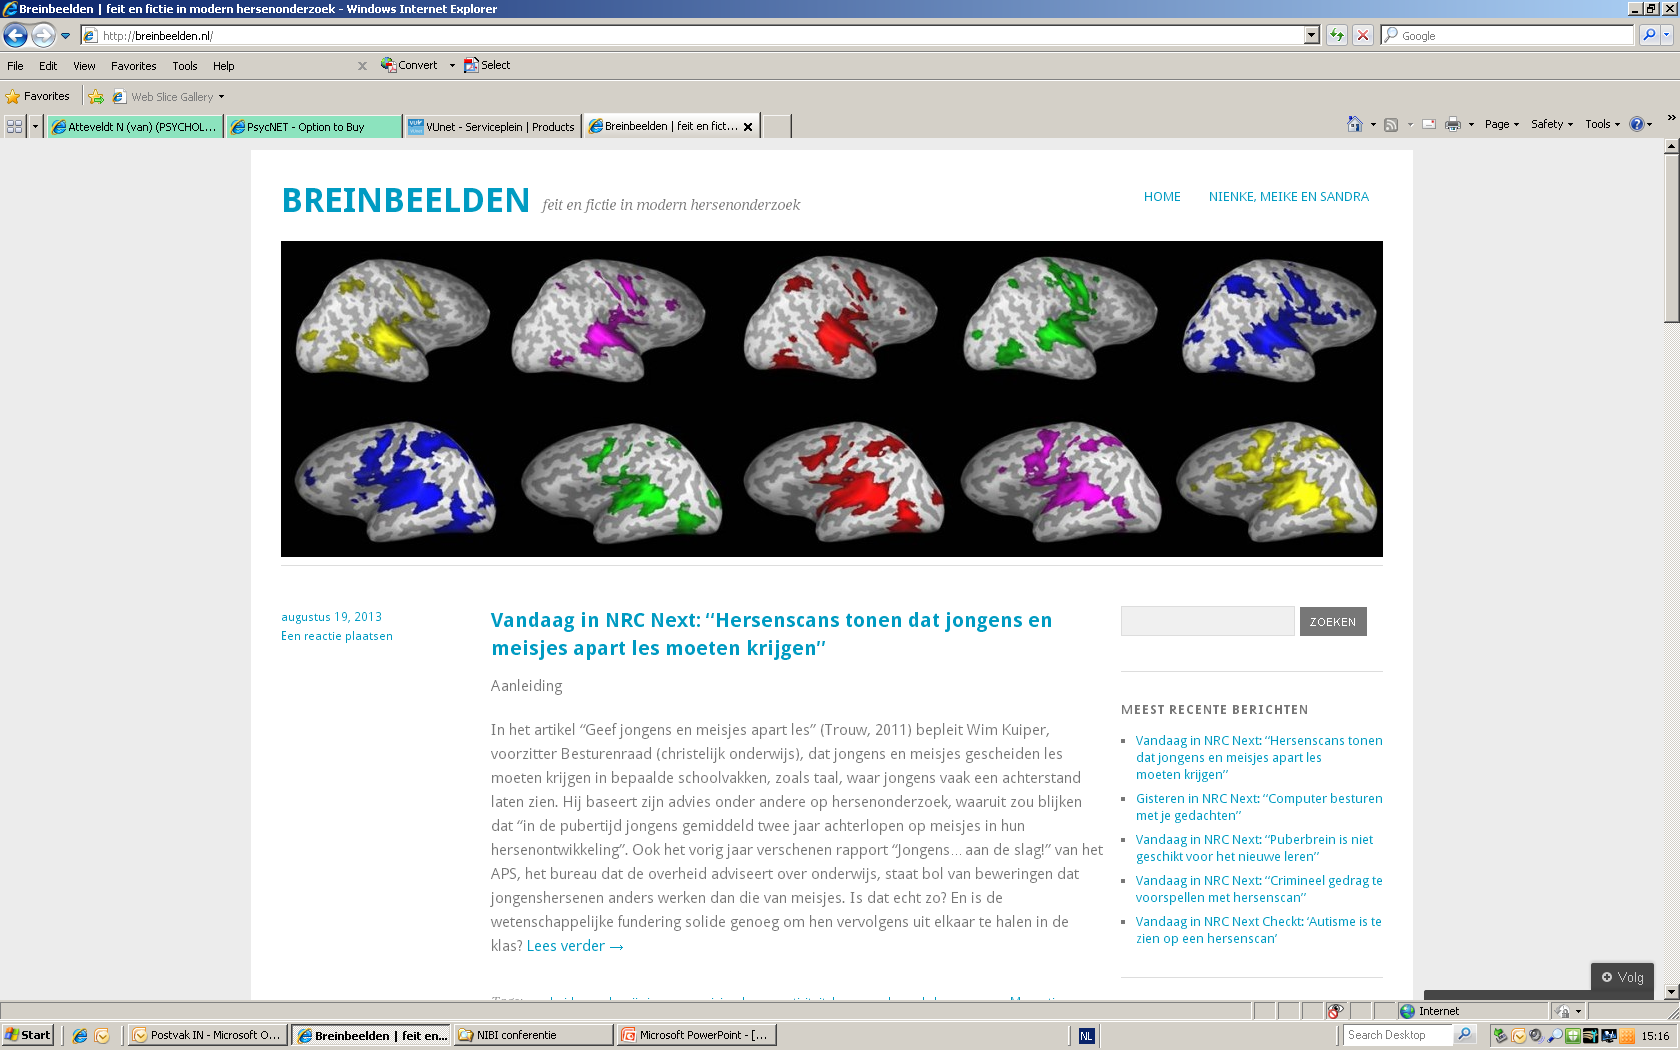 Breinbeelden | feit en fictie in modern hersenonderzoek - Windows Internet Explorer
http://breinbeelden.nl/
Google
File Edit View Favorites Tools Help
x Convert Select
Favorites Web Slice Gallery
Atteveldt N (van) (PSYCHOL... PsycNET - Option to Buy VUnet - Serviceplein | Products Breinbeelden | feit en fict...
Page Safety Tools
BREINBEELDEN feit en fictie in modern hersenonderzoek
HOME NIENKE, MEIKE EN SANDRA
augustus 19, 2013
Een reactie plaatsen
Vandaag in NRC Next: “Hersenscans tonen dat jongens en
meisjes apart les moeten krijgen”
Aanleiding
In het artikel “Geef jongens en meisjes apart les” (Trouw, 2011) bepleit Wim Kuiper,
voorzitter Besturenraad (christelijk onderwijs), dat jongens en meisjes gescheiden les
moeten krijgen in bepaalde schoolvakken, zoals taal, waar jongens vaak een achterstand
laten zien. Hij baseert zijn advies onder andere op hersenonderzoek, waaruit zou blijken
dat “in de pubertijd jongens gemiddeld twee jaar achterlopen op meisjes in hun
hersenontwikkeling”. Ook het vorig jaar verschenen rapport “Jongens… aan de slag!” van het
APS, het bureau dat de overheid adviseert over onderwijs, staat bol van beweringen dat
jongenshersenen anders werken dan die van meisjes. Is dat echt zo? En is de
wetenschappelijke fundering solide genoeg om hen vervolgens uit elkaar te halen in de
klas? Lees verder →
ZOEKEN
MEEST RECENTE BERICHTEN
Vandaag in NRC Next: “Hersenscans tonen
dat jongens en meisjes apart les
moeten krijgen”
Gisteren in NRC Next: “Computer besturen
met je gedachten”
Vandaag in NRC Next: “Puberbrein is niet
geschikt voor het nieuwe leren”
Vandaag in NRC Next: “Crimineel gedrag te
voorspellen met hersenscan”
Vandaag in NRC Next Checkt: ‘Autisme is te
zien op een hersenscan’
Volg
Internet
Start Postvak IN - Microsoft O... Breinbeelden | feit en... NIBI conferentie Microsoft PowerPoint - [... NL Search Desktop 15:16